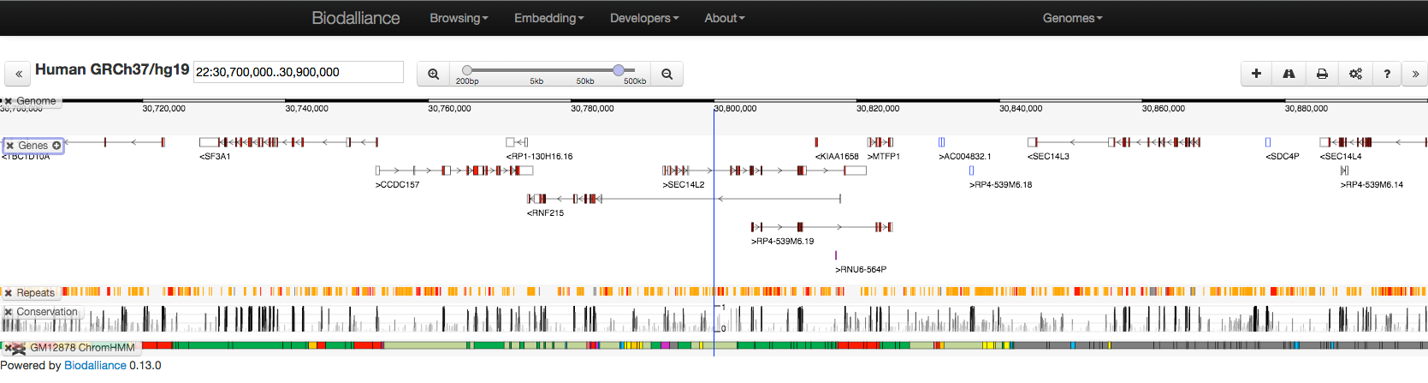 Biodalliance Browsing Embedding Developers About Genomes
« Human GRCh37/hg19 22:30,700,000..30,900,000 200bp 5kb 50kb 500kb + ? »
Genome
30,700,000 30,720,000 30,740,000 30,760,000 30,780,000 30,800,000 30,820,000 30,840,000 30,860,000 30,880,000
Genes
<TBC1D10A <SF3A1 <RP1-130H16.16 <KIAA1658 >MTFP1 >AC004832.1 <SEC14L3 <SDC4P <SEC14L4
>CCDC157 >SEC14L2 >RP4-539M6.18 >RP4-539M6.14
<RNF215
>RP4-539M6.19
>RNU6-564P
Repeats
Conservation 1
0
GM12878 ChromHMM
Powered by Biodalliance 0.13.0